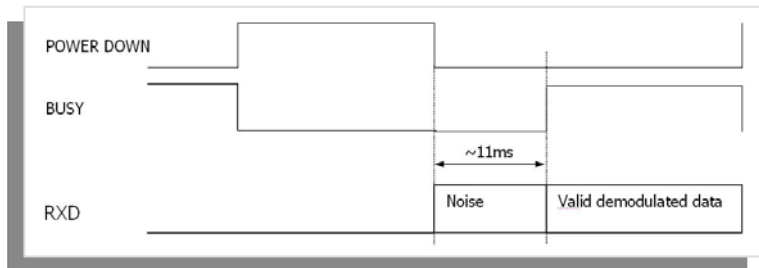 POWER DOWN
BUSY
~11ms
RXD
Noise
Valid demodulated data